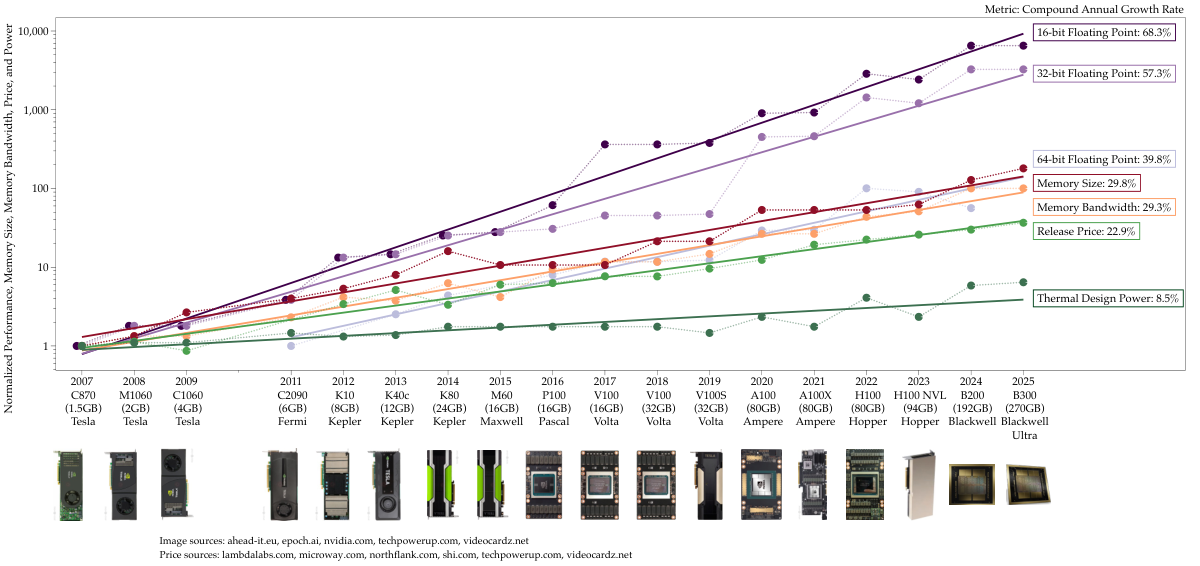 Metric: Compound Annual Growth Rate
Normalized Performance, Memory Size, Mere, Memory Bandwidth, Price, and Power
10,000
1,000
100
10
1
16-bit Floating Point: 68.3%
32-bit Floating Point: 57.3%
64-bit Floating Point: 39.8%
Memory Size: 29.8%
Memory Bandwidth: 29.3%
Release Price: 22.9%
Thermal Design Power: 8.5%
2007 2008 2009 2011 2012 2013 2014 2015 2016 2017 2018 2019 2020 2021 2022 2023 2024 2025
C870 M1060 C1060 C2090 K10 K40c K80 M60 P100 V100 V100 V100S A100 A100X H100 H100 NVL B200 B300
(1.5GB) (2GB) (4GB) (6GB) (8GB) (12GB) (24GB) (16GB) (16GB) (16GB) (32GB) (32GB) (80GB) (80GB) (80GB) (94GB) (192GB) (270GB)
Tesla Tesla Tesla Fermi Kepler Kepler Kepler Maxwell Pascal Volta Volta Volta Ampere Ampere Hopper Hopper Blackwell Blackwell
Ultra
Image sources: ahead-it.eu, epoch.ai, nvidia.com, techpowerup.com, videocardz.net
Price sources: lambdalabs.com, microway.com, northflank.com, shi.com, techpowerup.com, videocardz.net